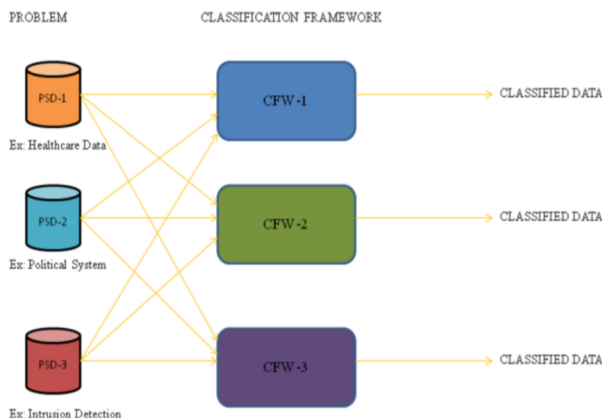 PROBLEM
CLASSIFICATION FRAMEWORK
PSD-1
CFW-1
CLASSIFIED DATA
Ex: Healthcare Data
PSD-2
CFW-2
CLASSIFIED DATA
Ex: Political System
PSD-3
CFW-3
CLASSIFIED DATA
Ex: Intrusion Detection